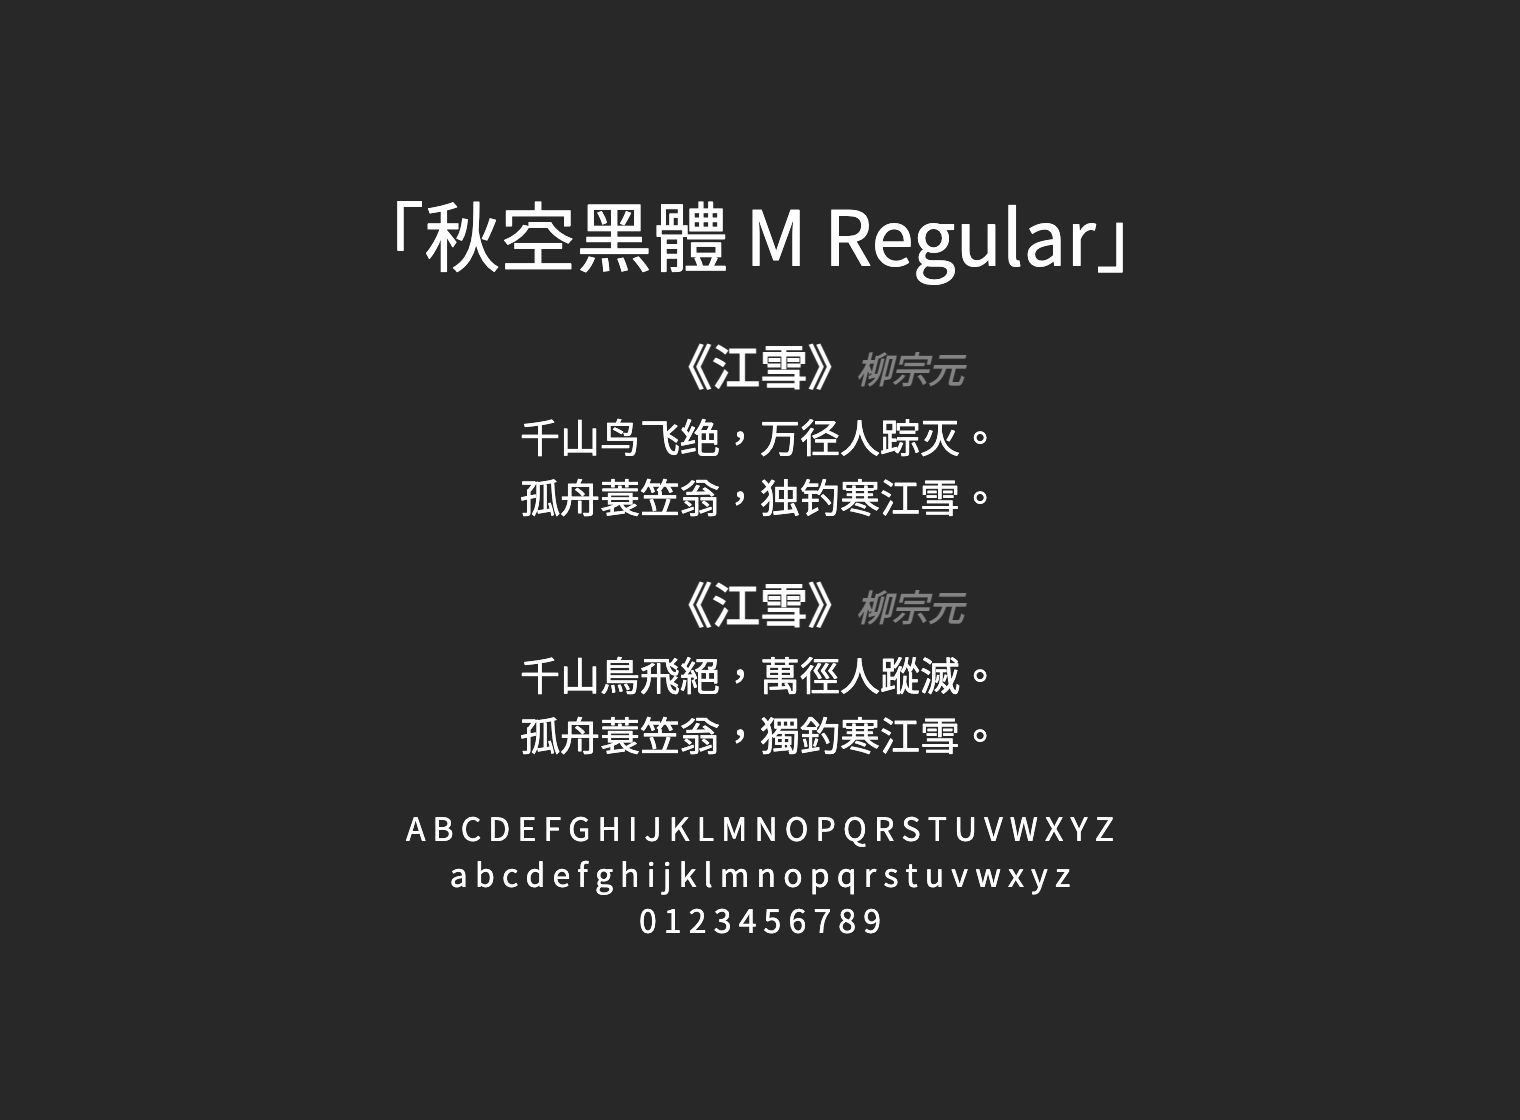 「秋空黑體 M Regular」
《江雪》 柳宗元
千山鸟飞绝，万径人踪灭。
孤舟蓑笠翁，独钓寒江雪。
《江雪》 柳宗元
千山鳥飛絕，萬徑人蹤滅。
孤舟蓑笠翁，獨釣寒江雪。
A B C D E F G H I J K L M N O P Q R S T U V W X Y Z
a b c d e f g h i j k l m n o p q r s t u v w x y z
0 1 2 3 4 5 6 7 8 9